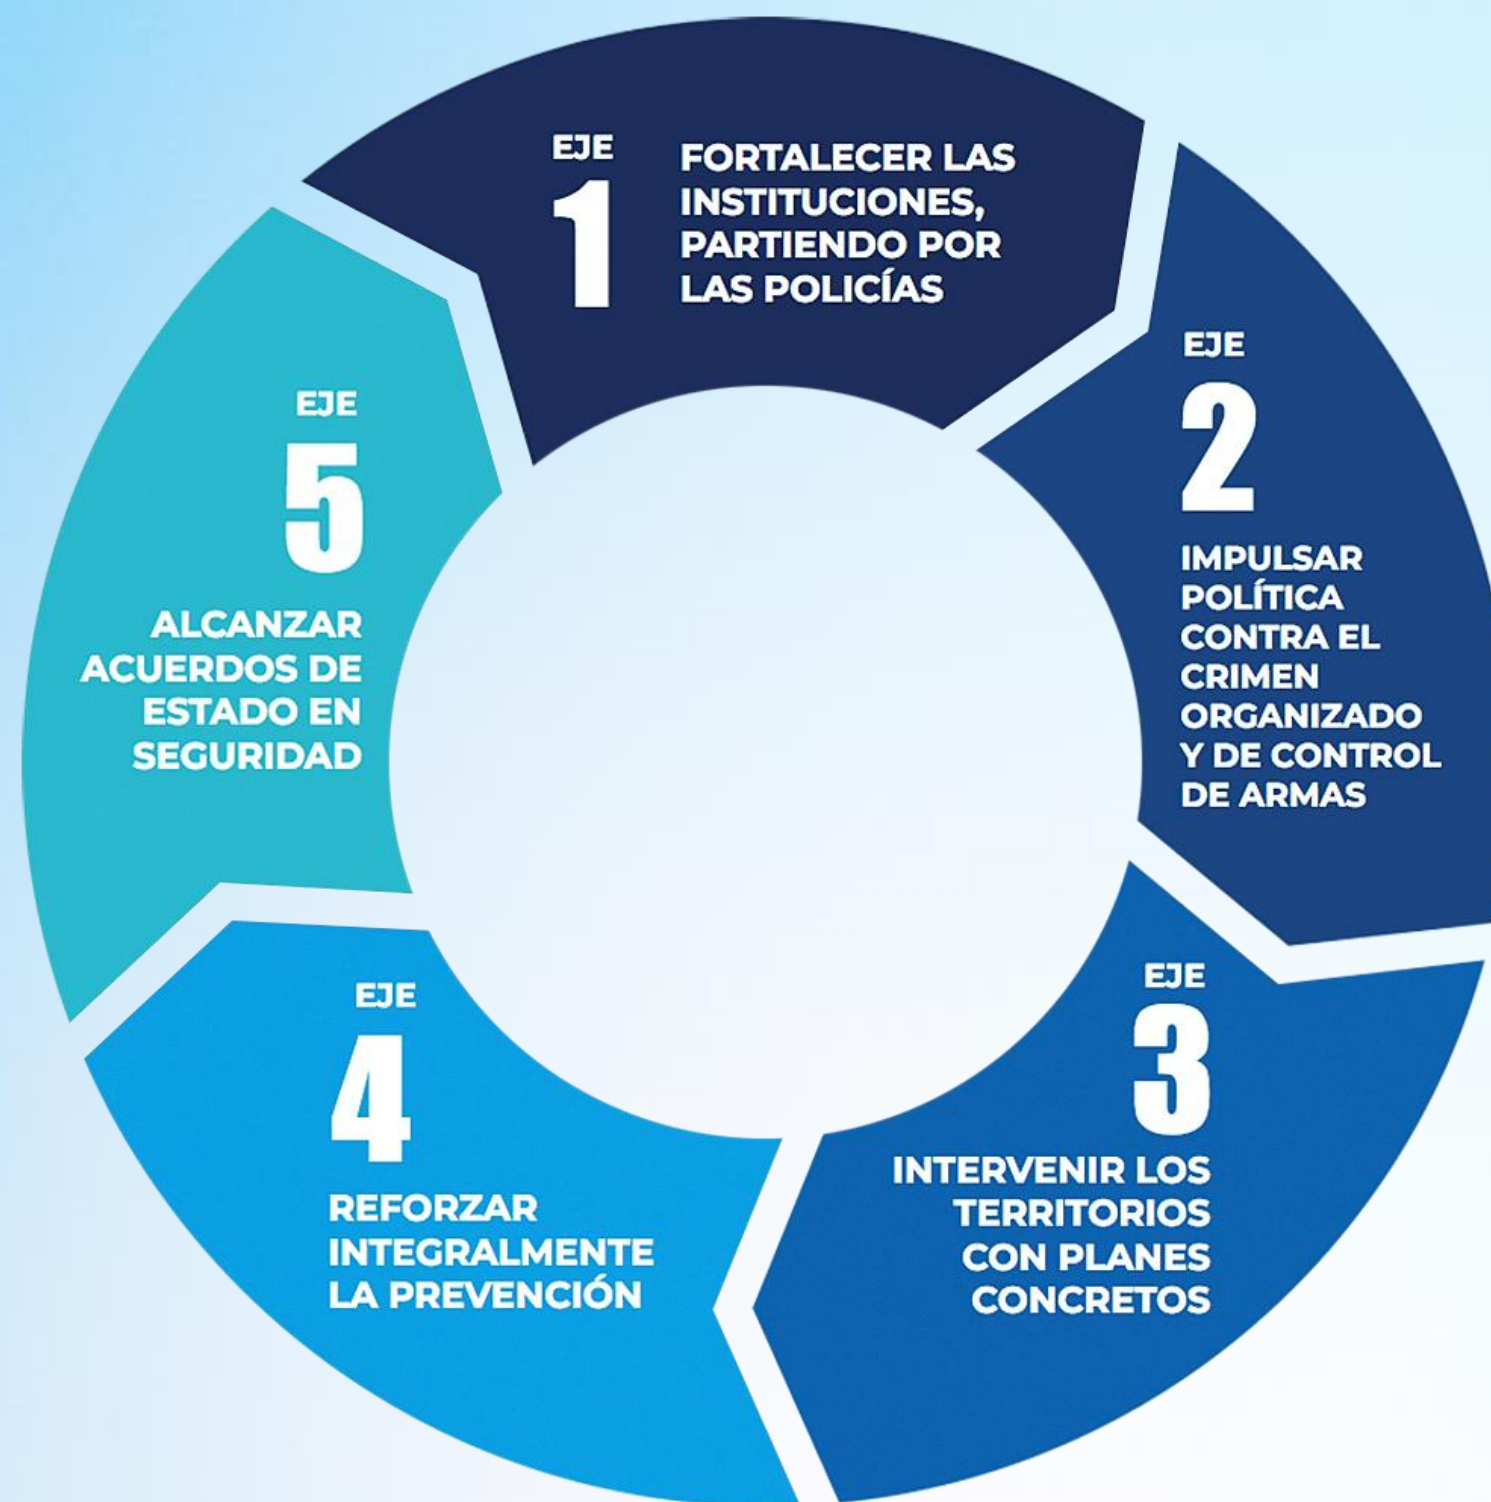 EJE
1
FORTALECER LAS
INSTITUCIONES,
PARTIENDO POR
LAS POLICÍAS
EJE
2
IMPULSAR
POLÍTICA
CONTRA EL
CRIMEN
ORGANIZADO
Y DE CONTROL
DE ARMAS
EJE
3
INTERVENIR LOS
TERRITORIOS
CON PLANES
CONCRETOS
EJE
4
REFORZAR
INTEGRALMENTE
LA PREVENCIÓN
EJE
5
ALCANZAR
ACUERDOS DE
ESTADO EN
SEGURIDAD